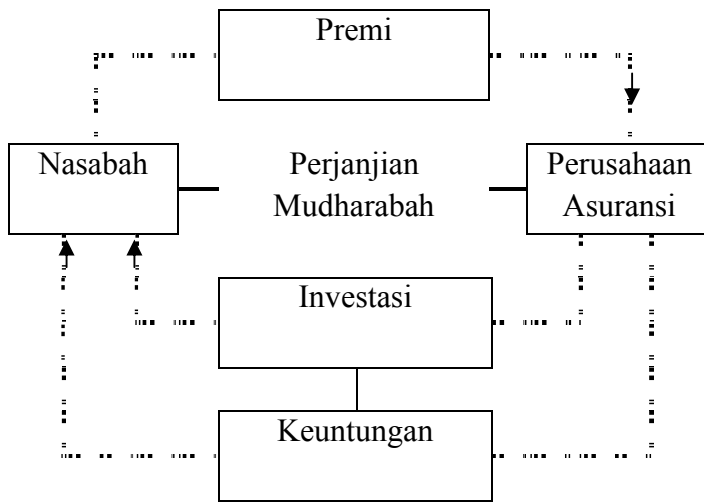 Premi
Nasabah
Perjanjian
Mudharabah
Perusahaan
Asuransi
Investasi
Keuntungan